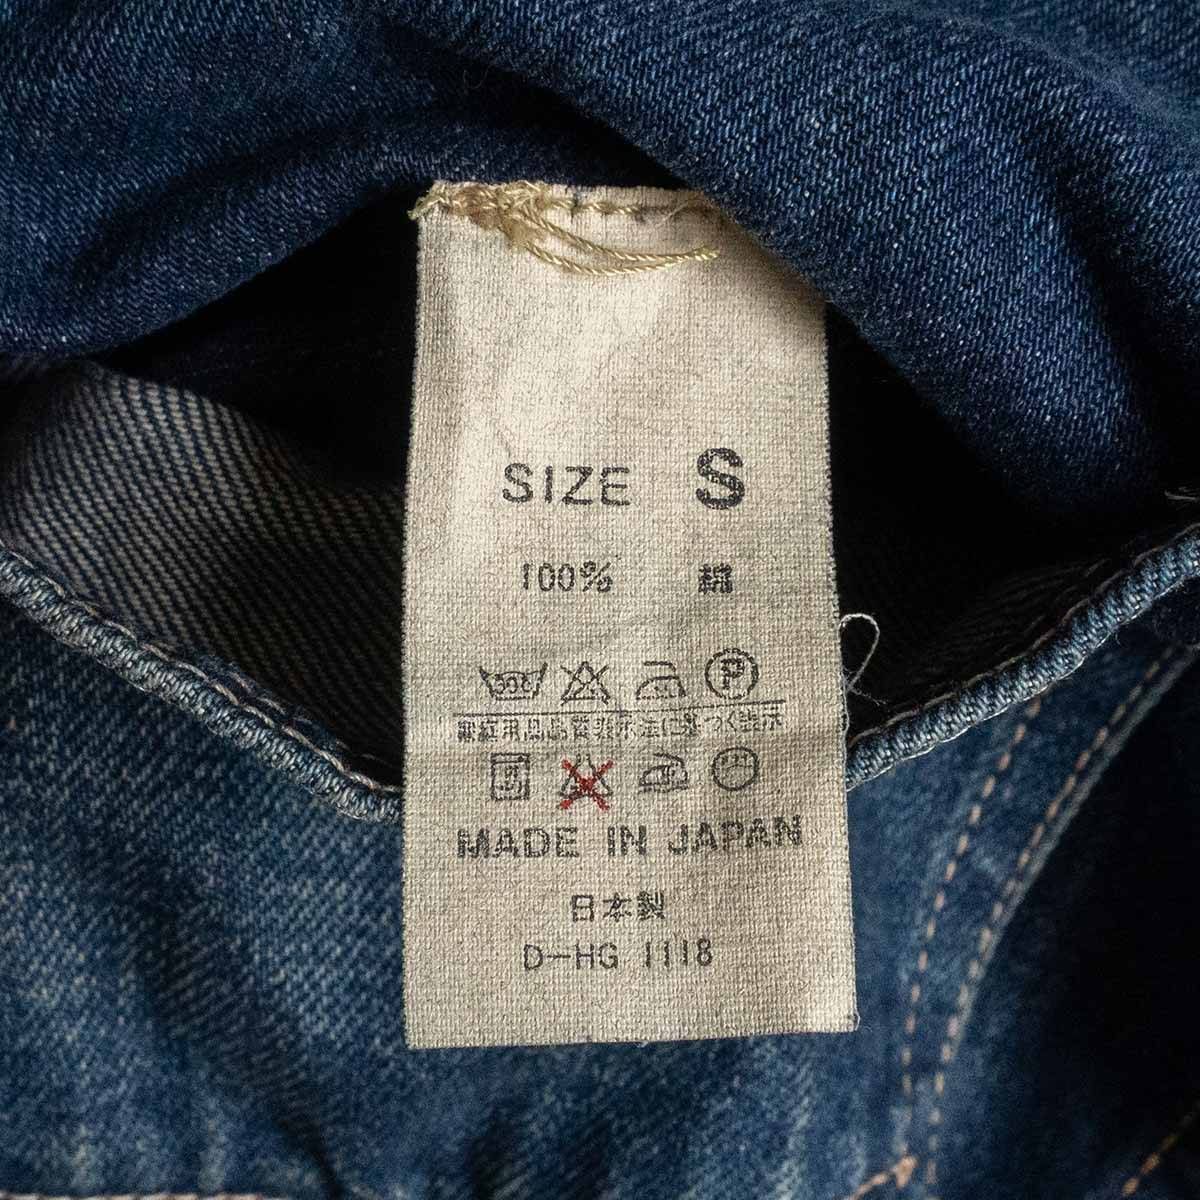 SIZE S
100% 綿
30C P
家庭用品品質表示法に基づく表示
MADE IN JAPAN
日本製
D-HG 1118